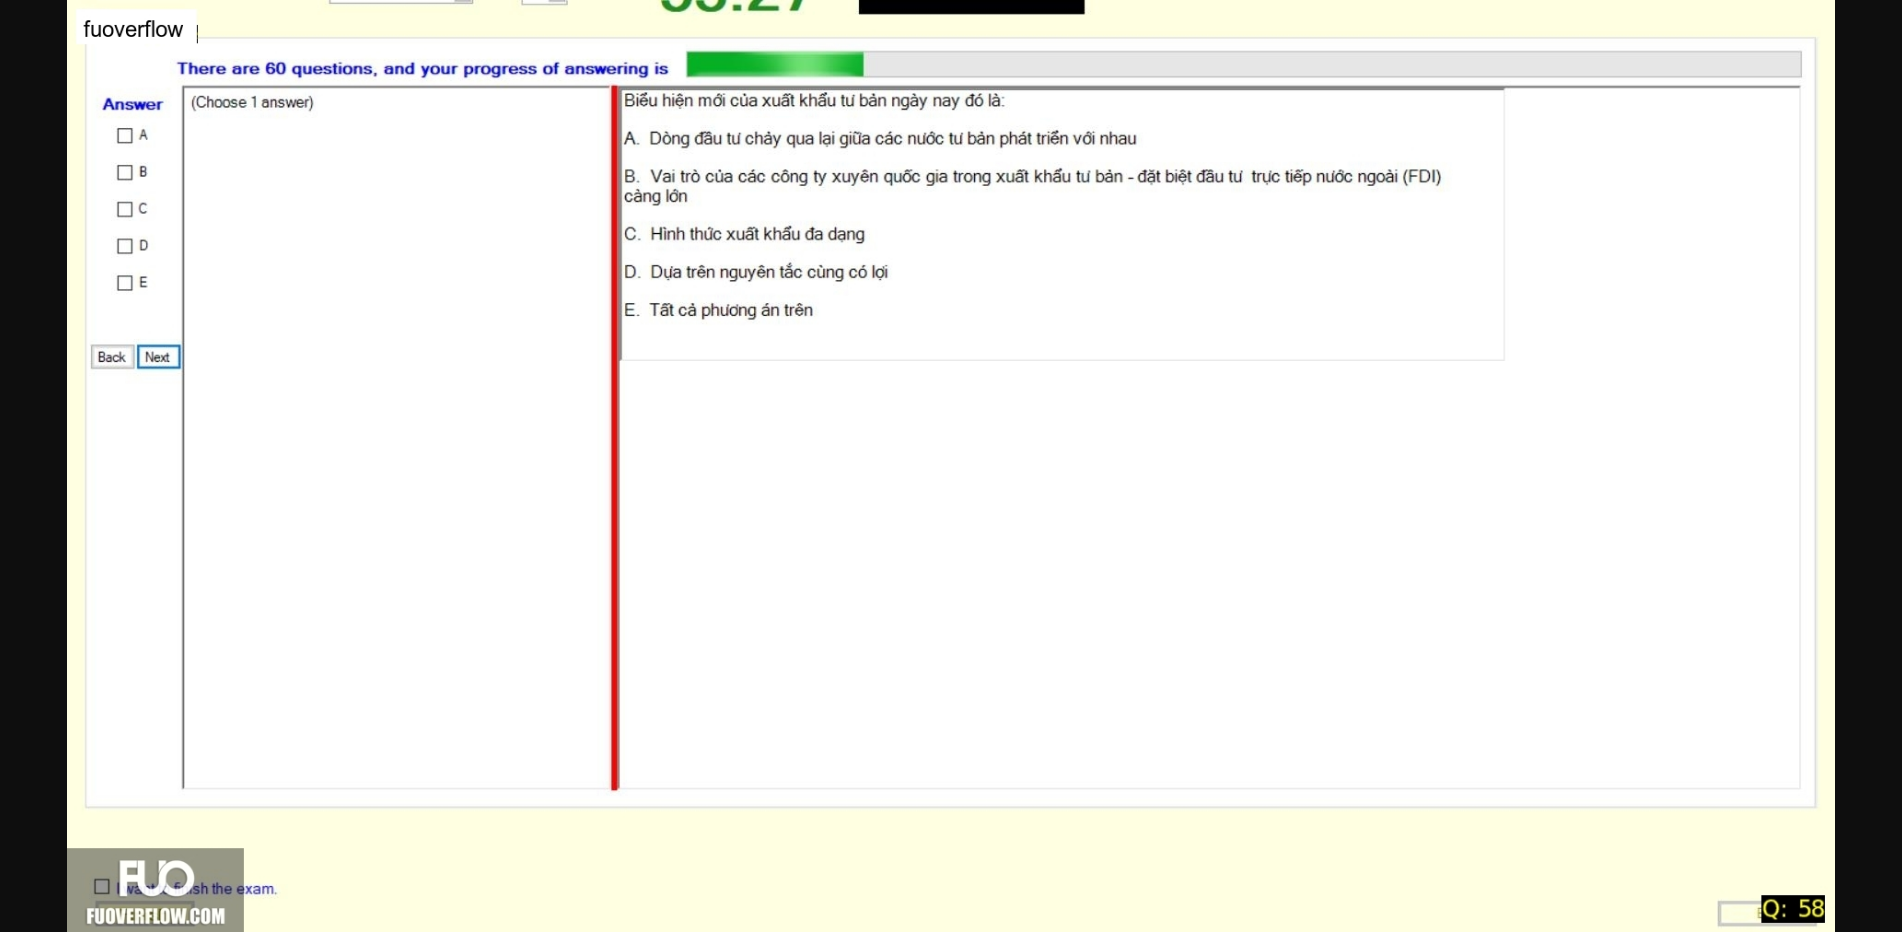 fuoverflow
There are 60 questions, and your progress of answering is
Answer
(Choose 1 answer)
A
B
C
D
E
Back Next
Biểu hiện mới của xuất khẩu tư bản ngày nay đó là:
A. Dòng đầu tư chảy qua lại giữa các nước tư bản phát triển với nhau
B. Vai trò của các công ty xuyên quốc gia trong xuất khẩu tư bản - đặt biệt đầu tư trực tiếp nước ngoài (FDI)
càng lớn
C. Hình thức xuất khẩu đa dạng
D. Dựa trên nguyên tắc cùng có lợi
E. Tất cả phương án trên
FUO
sh the exam.
FUOVERFLOW.COM
Q: 58